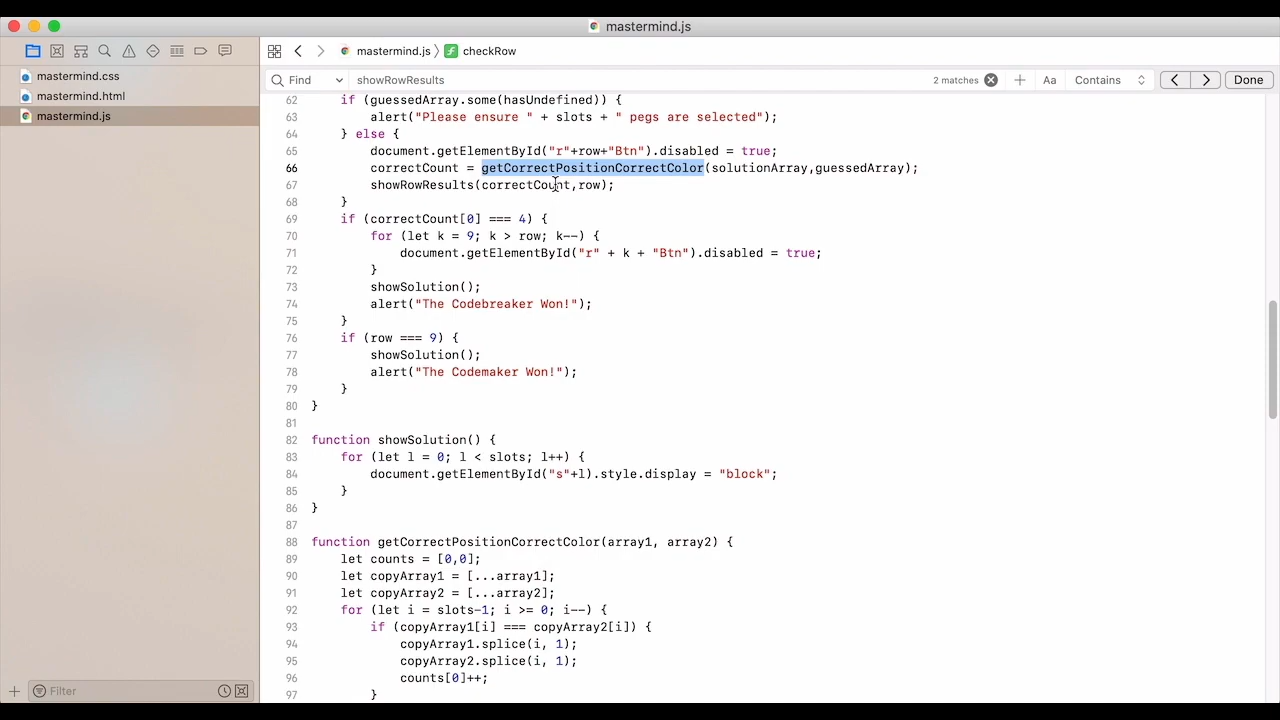 mastermind.js
mastermind.js 〉 checkRow
mastermind.css
mastermind.html
mastermind.js
Find showRowResults 2 matches Aa Contains Done
62 if (guessedArray.some(hasUndefined)) {
63 alert("Please ensure " + slots + " pegs are selected");
64 } else {
65 document.getElementById("r"+row+"Btn").disabled = true;
66 correctCount = getCorrectPositionCorrectColor(solutionArray,guessedArray);
67 showRowResults(correctCount,row);
68 }
69 if (correctCount[0] === 4) {
70 for (let k = 9; k > row; k--) {
71 document.getElementById("r" + k + "Btn").disabled = true;
72 }
73 showSolution();
74 alert("The Codebreaker Won!");
75 }
76 if (row === 9) {
77 showSolution();
78 alert("The Codemaker Won!");
79 }
80 }
81
82 function showSolution() {
83 for (let l = 0; l < slots; l++) {
84 document.getElementById("s"+l).style.display = "block";
85 }
86 }
87
88 function getCorrectPositionCorrectColor(array1, array2) {
89 let counts = [0,0];
90 let copyArray1 = [...array1];
91 let copyArray2 = [...array2];
92 for (let i = slots-1; i >= 0; i--) {
93 if (copyArray1[i] === copyArray2[i]) {
94 copyArray1.splice(i, 1);
95 copyArray2.splice(i, 1);
96 counts[0]++;
97 }
Filter